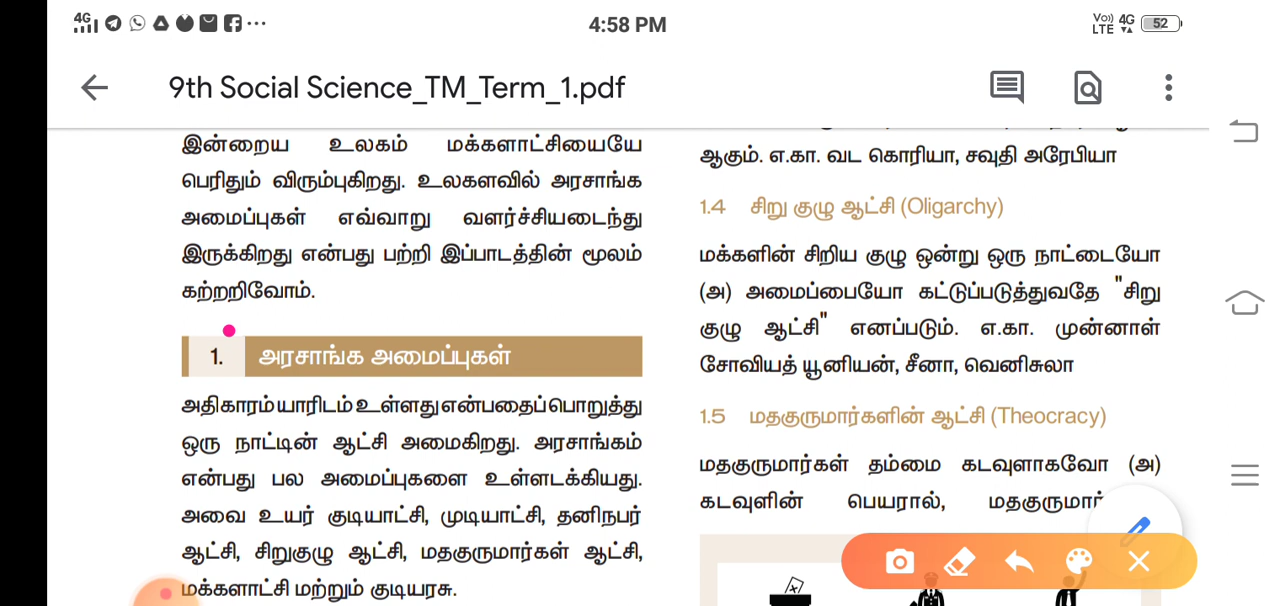 4G
4:58 PM
Vo) 4G
LTE
52
9th Social Science_TM_Term_1.pdf
இன்றைய உலகம் மக்களாட்சியையே
பெரிதும் விரும்புகிறது. உலகளவில் அரசாங்க
அமைப்புகள் எவ்வாறு வளர்ச்சியடைந்து
இருக்கிறது என்பது பற்றி இப்பாடத்தின் மூலம்
கற்றறிவோம்.
1. அரசாங்க அமைப்புகள்
அதிகாரம் யாரிடம் உள்ளது என்பதைப் பொறுத்து
ஒரு நாட்டின் ஆட்சி அமைகிறது. அரசாங்கம்
என்பது பல அமைப்புகளை உள்ளடக்கியது.
அவை உயர் குடியாட்சி, முடியாட்சி, தனிநபர்
ஆட்சி, சிறுகுழு ஆட்சி, மதகுருமார்கள் ஆட்சி,
மக்களாட்சி மற்றும் குடியரசு.
ஆகும். எ.கா. வட கொரியா, சவுதி அரேபியா
1.4 சிறு குழு ஆட்சி (Oligarchy)
மக்களின் சிறிய குழு ஒன்று ஒரு நாட்டையோ
(அ) அமைப்பையோ கட்டுப்படுத்துவதே "சிறு
குழு ஆட்சி" எனப்படும். எ.கா. முன்னாள்
சோவியத் யூனியன், சீனா, வெனிசுலா
1.5 மதகுருமார்களின் ஆட்சி (Theocracy)
மதகுருமார்கள் தம்மை கடவுளாகவோ (அ)
கடவுளின் பெயரால், மதகுருமார்